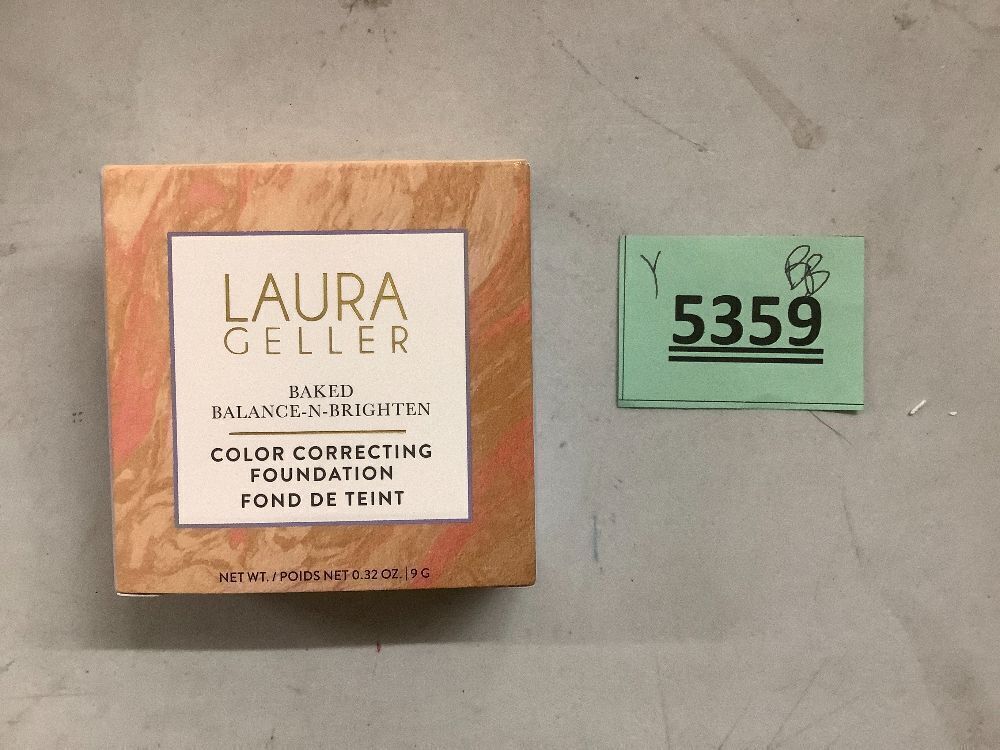 LAURA
GELLER
BAKED
BALANCE-N-BRIGHTEN
COLOR CORRECTING
FOUNDATION
FOND DE TEINT
NET WT. / POIDS NET 0.32 OZ. | 9 G
Y BB
5359